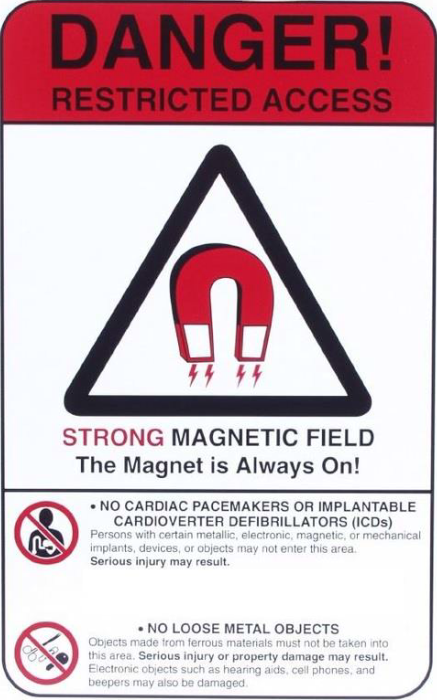 DANGER!
RESTRICTED ACCESS
STRONG MAGNETIC FIELD
The Magnet is Always On!
• NO CARDIAC PACEMAKERS OR IMPLANTABLE
CARDIOVERTER DEFIBRILLATORS (ICDs)
Persons with certain metallic, electronic, magnetic, or mechanical
implants, devices, or objects may not enter this area.
Serious injury may result.
• NO LOOSE METAL OBJECTS
Objects made from ferrous materials must not be taken into
this area. Serious injury or property damage may result.
Electronic objects such as hearing aids, cell phones, and
beepers may also be damaged.